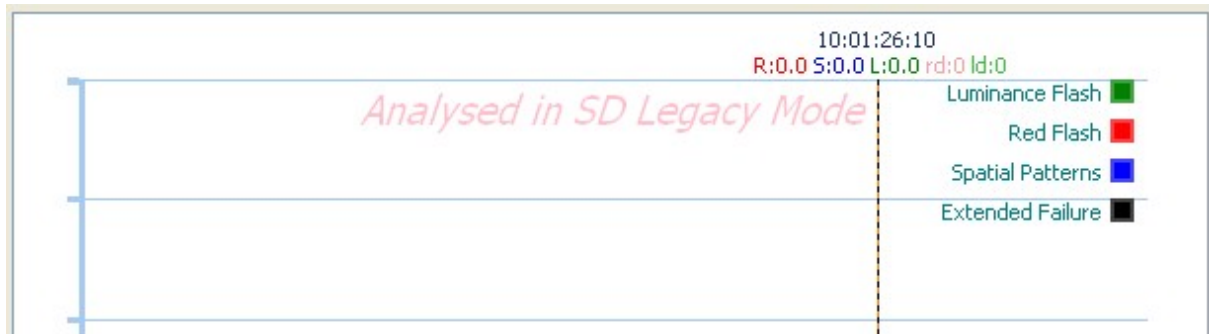 10:01:26:10
R:0.0 S:0.0 L:0.0 rd:0 ld:0
Analysed in SD Legacy Mode
Luminance Flash
Red Flash
Spatial Patterns
Extended Failure